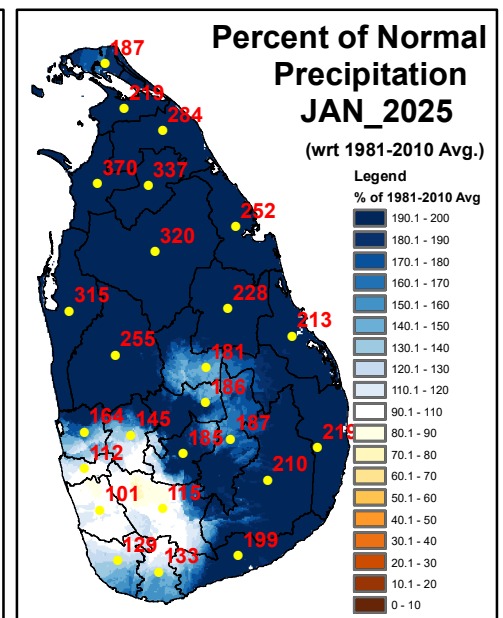 Percent of Normal
Precipitation
JAN_2025
(wrt 1981-2010 Avg.)
Legend
% of 1981-2010 Avg
190.1 - 200
180.1 - 190
170.1 - 180
160.1 - 170
150.1 - 160
140.1 - 150
130.1 - 140
120.1 - 130
110.1 - 120
90.1 - 110
80.1 - 90
70.1 - 80
60.1 - 70
50.1 - 60
40.1 - 50
30.1 - 40
20.1 - 30
10.1 - 20
0 - 10
187
219
284
370
337
252
320
315
228
213
255
181
186
164
145
187
219
185
112
210
101
115
129
133
199